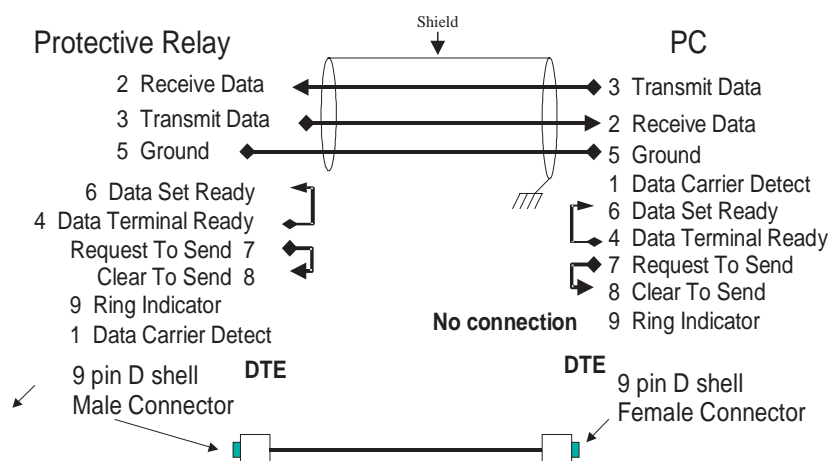 Shield
Protective Relay
PC
2 Receive Data
3 Transmit Data
3 Transmit Data
2 Receive Data
5 Ground
5 Ground
1 Data Carrier Detect
6 Data Set Ready
6 Data Set Ready
4 Data Terminal Ready
4 Data Terminal Ready
Request To Send 7
7 Request To Send
Clear To Send 8
8 Clear To Send
9 Ring Indicator
No connection
9 Ring Indicator
1 Data Carrier Detect
DTE
DTE
9 pin D shell
Male Connector
9 pin D shell
Female Connector